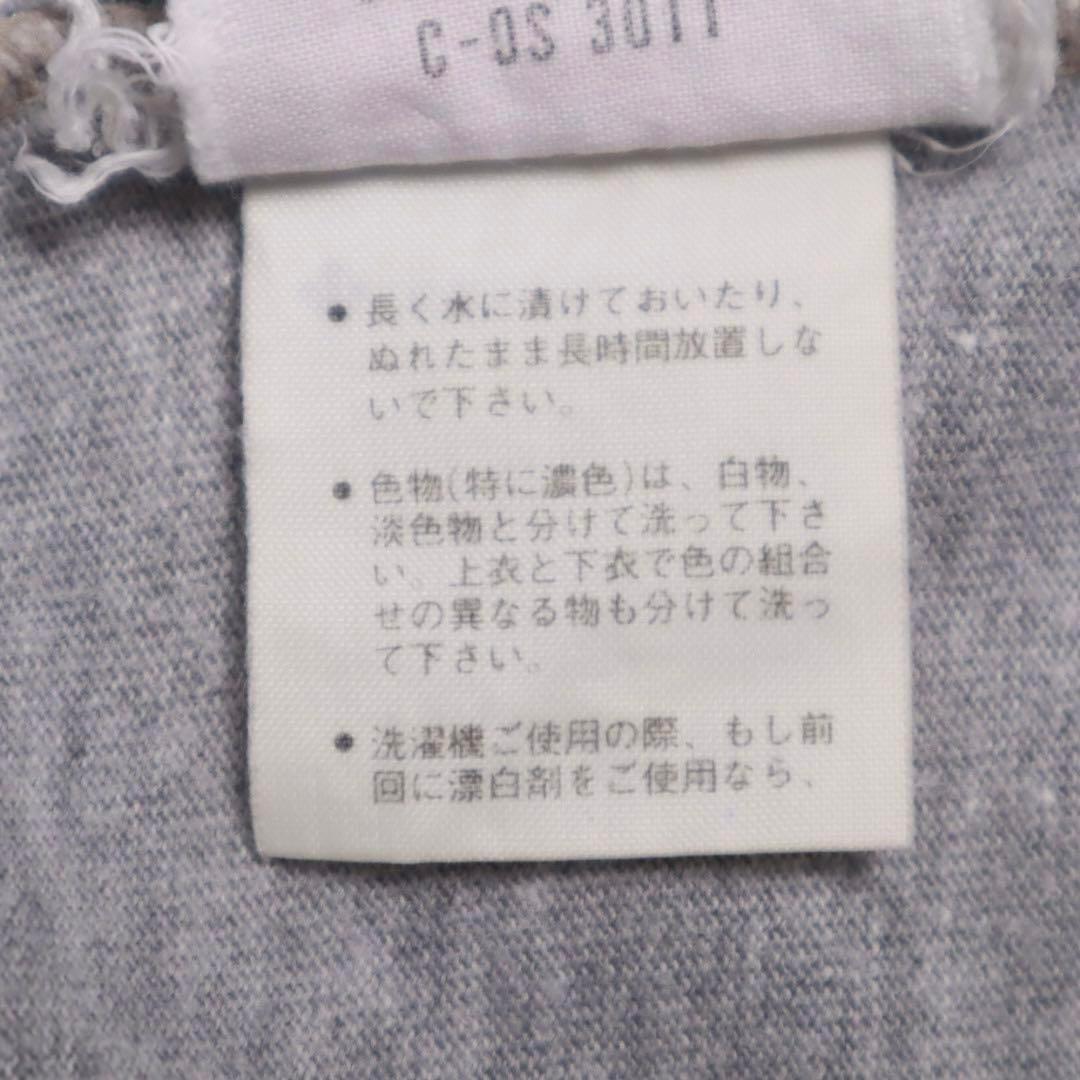 C-OS 3011
● 長く水に漬けておいたり、
ぬれたまま長時間放置しな
いで下さい。
● 色物(特に濃色)は、白物、
淡色物と分けて洗って下さ
い。上衣と下衣で色の組合
せの異なる物も分けて洗っ
て下さい。
● 洗濯機ご使用の際、もし前
回に漂白剤をご使用なら、